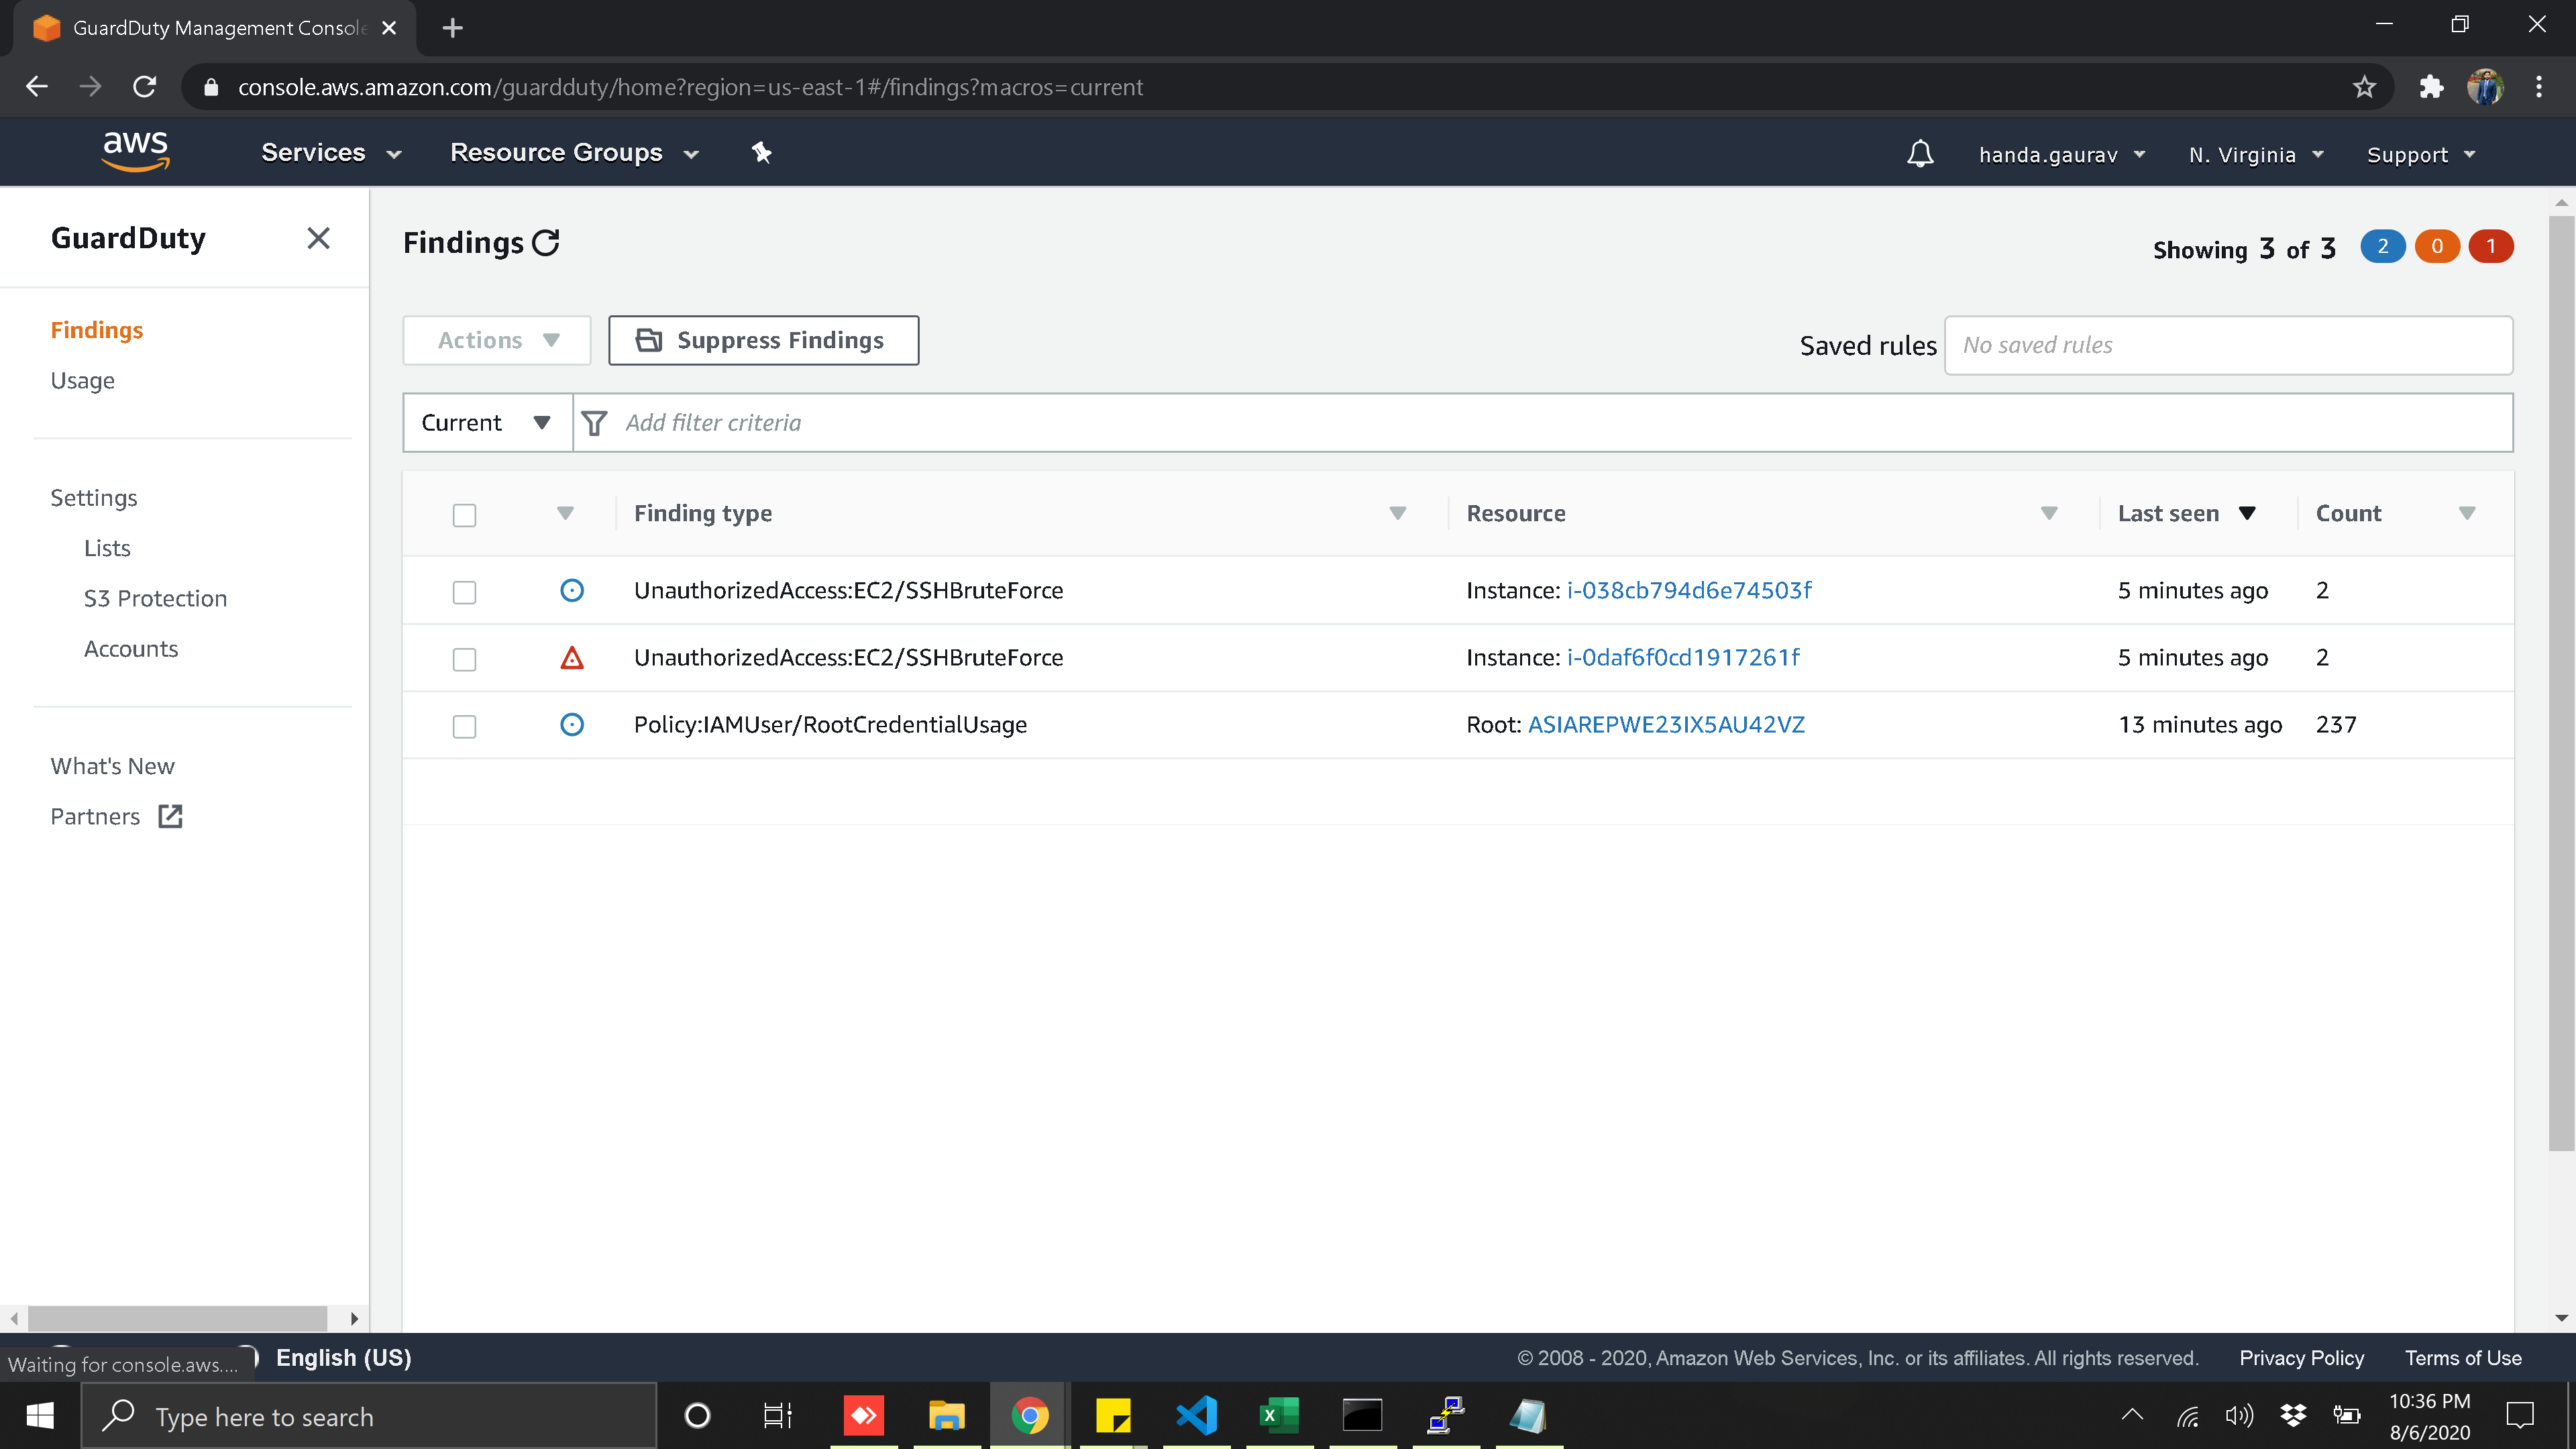 GuardDuty Management Console
console.aws.amazon.com/guardduty/home?region=us-east-1#/findings?macros=current
aws
Services
Resource Groups
handa.gaurav
N. Virginia
Support
GuardDuty
Findings
Usage
Settings
Lists
S3 Protection
Accounts
What's New
Partners
Findings
Showing 3 of 3 2 0 1
Actions
Suppress Findings
Saved rules No saved rules
Current Add filter criteria
Finding type Resource Last seen Count
UnauthorizedAccess:EC2/SSHBruteForce Instance: i-038cb794d6e74503f 5 minutes ago 2
UnauthorizedAccess:EC2/SSHBruteForce Instance: i-0daf6f0cd1917261f 5 minutes ago 2
Policy:IAMUser/RootCredentialUsage Root: ASIAREPWE23IX5AU42VZ 13 minutes ago 237
Waiting for console.aws....
English (US)
© 2008 - 2020, Amazon Web Services, Inc. or its affiliates. All rights reserved. Privacy Policy Terms of Use
Type here to search
10:36 PM
8/6/2020